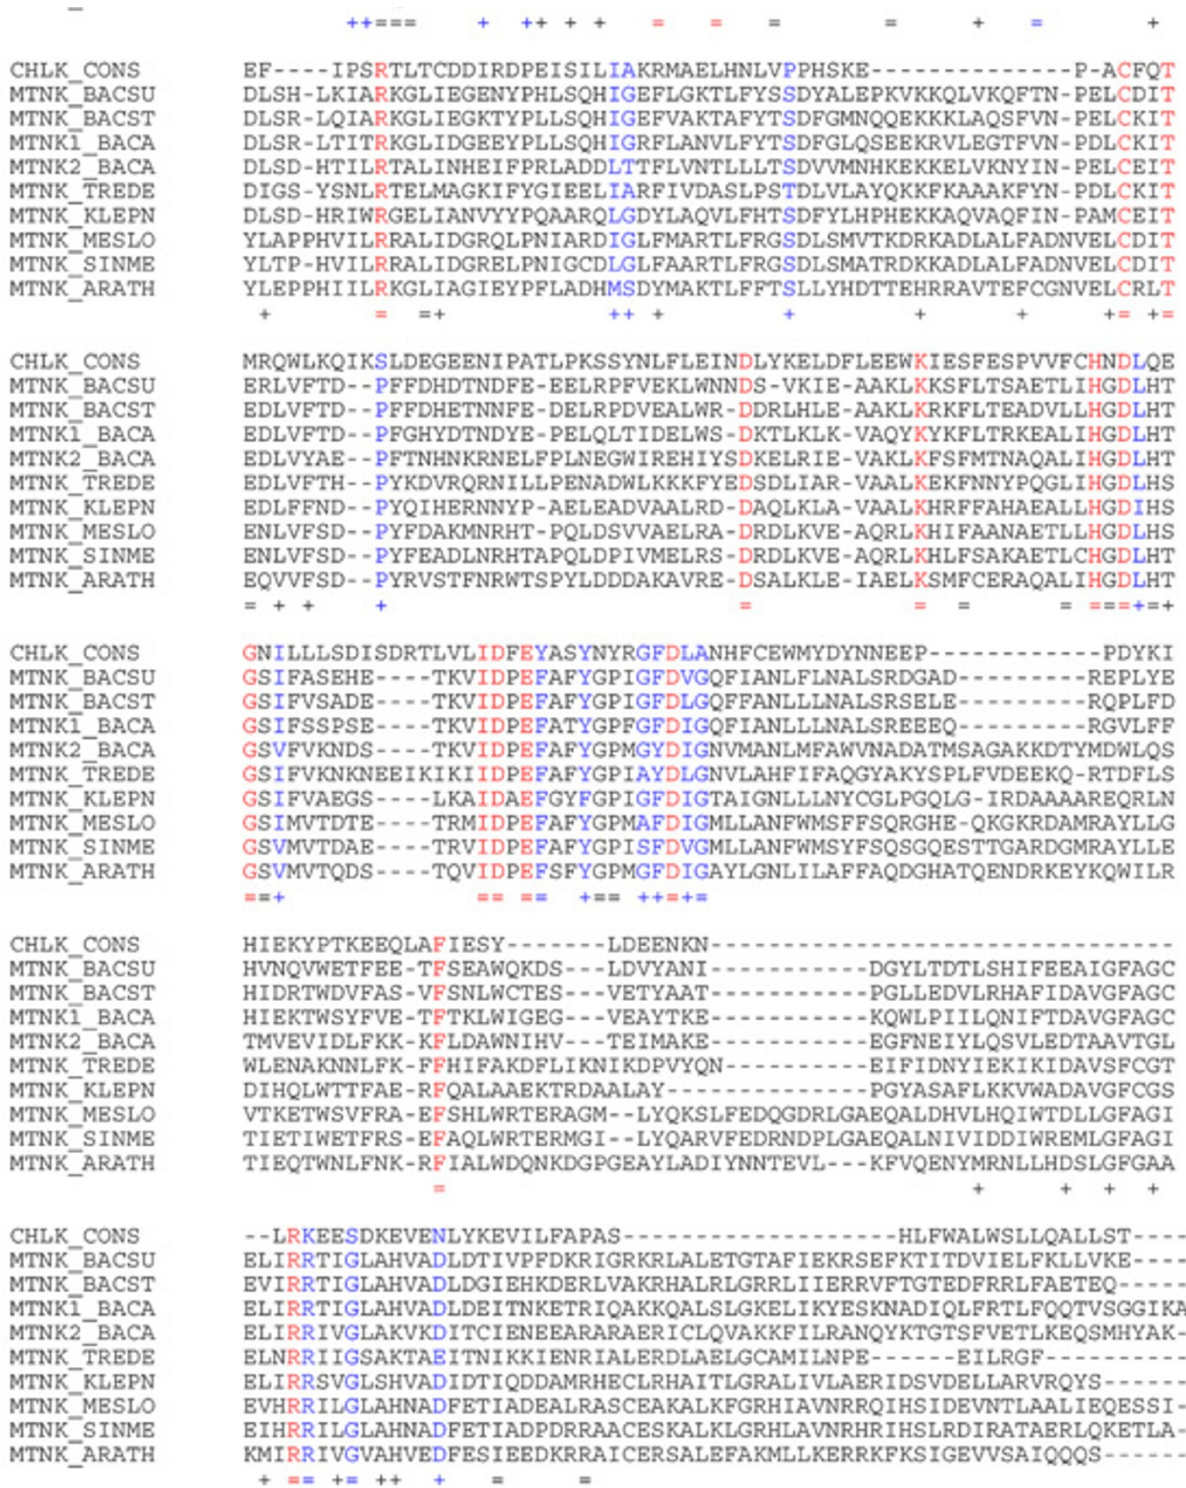 ++=== + ++ + + = = = = + = +
CHLK_CONS EF----IPSRTLTCDDIRDPEISILIAKRMAELHNLVPPHSKE--------------P-ACFQT
MTNK_BACSU DLSH-LKIARKGLIEGENYPHLSQHIGEFLGKTLFYSSDYALEPKVKKQLVKQFTN-PELCDIT
MTNK_BACST DLSR-LQIARKGLIEGKTYPLLSQHIGEFVAKTAFYTSDFGMNQQEKKKLAQSFVN-PELCKIT
MTNK1_BACA DLSR-LTITRKGLIDGEEYPLLSQHIGRFLANVLFYTSDFGLQSEEKRVLEGTFVN-PDLCKIT
MTNK2_BACA DLSD-HTILRTALINHEIFPRLADDLTTFLVNTLLLTSDVVMNHKEKKELVKNYIN-PELCEIT
MTNK_TREDE DIGS-YSNLRTELMAGKIFYGIEELIARFIVDASLPSTDLVLAYQKKFKAAAKFYN-PDLCKIT
MTNK_KLEPN DLSD-HRIWRGELIANVYYPQAARQLGDYLAQVLFHTSDFYLHPHEKKAQVAQFIN-PAMCEIT
MTNK_MESLO YLAPPHVILRRALIDGRQLPNIARDIGLFMARTLFRGSDLSMVTKDRKADLALFADNVELCDIT
MTNK_SINME YLTP-HVILRRALIDGRELPNIGCDLGLFAARTLFRGSDLSMATRDKKADLALFADNVELCDIT
MTNK_ARATH YLEPPHIILRKGLIAGIEYPFLADHMSDYMAKTLFFTSLLYHDTTEHRRAVTEFCGNVELCRLT
+ = =+ ++ + + + + += +=
CHLK_CONS MRQWLKQIKSLDEGEENIPATLPKSSYNLFLEINDLYKELDFLEEWKIESFESPVVFCHNDLQE
MTNK_BACSU ERLVFTD--PFFDHDTNDFE-EELRPFVEKLWNNDS-VKIE-AAKLKKSFLTSAETLIHGDLHT
MTNK_BACST EDLVFTD--PFFDHETNNFE-DELRPDVEALWR-DDRLHLE-AAKLKRKFLTEADVLLHGDLHT
MTNK1_BACA EDLVFTD--PFGHYDTNDYE-PELQLTIDELWS-DKTLKLK-VAQYKYKFLTRKEALIHGDLHT
MTNK2_BACA EDLVYAE--PFTNHNKRNELFPLNEGWIREHIYSDKELRIE-VAKLKFSFMTNAQALIHGDLHT
MTNK_TREDE EDLVFTH--PYKDVRQRNILLPENADWLKKKFYEDSDLIAR-VAALKEKFNNYPQGLIHGDLHS
MTNK_KLEPN EDLFFND--PYQIHERNNYP-AELEADVAALRD-DAQLKLA-VAALKHRFFAHAEALLHGDIHS
MTNK_MESLO ENLVFSD--PYFDAKMNRHT-PQLDSVVAELRA-DRDLKVE-AQRLKHIFAANAETLLHGDLHS
MTNK_SINME ENLVFSD--PYFEADLNRHTAPQLDPIVMELRS-DRDLKVE-AQRLKHLFSAKAETLCHGDLHT
MTNK_ARATH EQVVFSD--PYRVSTFNRWTSPYLDDDAKAVRE-DSALKLE-IAELKSMFCERAQALIHGDLHT
= + + + = = = = ===+=+
CHLK_CONS GNILLLSDISDRTLVLIDFEYASYNYRGFDLANHFCEWMYDYNNEEP------------PDYKI
MTNK_BACSU GSIFASEHE----TKVIDPEFAFYGPIGFDVGQFIANLFLNALSRDGAD---------REPLYE
MTNK_BACST GSIFVSADE----TKVIDPEFAFYGPIGFDLGQFIANLLLNALSRSELE---------RQPLFD
MTNK1_BACA GSIFSSPSE----TKVIDPEFATYGPFGFDIGQFIANLLLNALSREEEQ---------RGVLFF
MTNK2_BACA GSVFVKNDS----TKVIDPEFAFYGPMGYDIGNVMANLMFAWVNADATMSAGAKKDTYMDWLQS
MTNK_TREDE GSIFVKNKNEEIKIKIIDPEFAFYGPIAYDLGNVLAHFIFAQGYAKYSPLFVDEEKQ-RTDFLS
MTNK_KLEPN GSIFVAEGS----LKAIDAEFGYFGPIGFDIGTAIGNLLLNYCGLPGQLG-IRDAAAAREQRLN
MTNK_MESLO GSIMVTDTE----TRMIDPEFAFYGPMAFDIGMLLANFWMSFFSQRGHE-QKGKRDAMRAYLLG
MTNK_SINME GSVMVTDAE----TRVIDPEFAFYGPISFDVGMLLANFWMSYFSQSGQESTTGARDGMRAYLLE
MTNK_ARATH GSVMVTQDS----TQVIDPEFSFYGPMGFDIGAYLGNLILAFFAQDGHATQENDRKEYKQWILR
==+ == == +== ++=+=
CHLK_CONS HIEKYPTKEEQLAFIESY-------LDEENKN--------------------------------
MTNK_BACSU HVNQVWETFEE-TFSEAWQKDS---LDVYANI-----------DGYLTDTLSHIFEEAIGFAGC
MTNK_BACST HIDRTWDVFAS-VFSNLWCTES---VETYAAT-----------PGLLEDVLRHAFIDAVGFAGC
MTNK1_BACA HIEKTWSYFVE-TFTKLWIGEG---VEAYTKE-----------KQWLPIILQNIFTDAVGFAGC
MTNK2_BACA TMVEVIDLFKK-KFLDAWNIHV---TEIMAKE-----------EGFNEIYLQSVLEDTAAVTGL
MTNK_TREDE WLENAKNNLFK-FFHIFAKDFLIKNIKDPVYQN----------EIFIDNYIEKIKIDAVSFCGT
MTNK_KLEPN DIHQLWTTFAE-RFQALAAEKTRDAALAY--------------PGYASAFLKKVWADAVGFCGS
MTNK_MESLO VTKETWSVFRA-EFSHLWRTERAGM--LYQKSLFEDQGDRLGAEQALDHVLHQIWTDLLGFAGI
MTNK_SINME TIETIWETFRS-EFAQLWRTERMGI--LYQARVFEDRNDPLGAEQALNIVIDDIWREMLGFAGI
MTNK_ARATH TIEQTWNLFNK-RFIALWDQNKDGPGEAYLADIYNNTEVL---KFVQENYMRNLLHDSLGFGAA
= + + + +
CHLK_CONS --LRKEESDKEVENLYKEVILFAPAS-------------------HLFWALWSLLQALLST----
MTNK_BACSU ELIRRTIGLAHVADLDTIVPFDKRIGRKRLALETGTAFIEKRSEFKTITDVIELFKLLVKE----
MTNK_BACST EVIRRTIGLAHVADLDGIEHKDERLVAKRHALRLGRRLIIERRVFTGTEDFRRLFAETEQ-----
MTNK1_BACA ELIRRTIGLAHVADLDEITNKETRIQAKKQALSLGKELIKYESKNADIQLFRTLFQQTVSGGIKA
MTNK2_BACA ELIRRIVGLAKVKDITCIENEEARARAERICLQVAKKFILRANQYKTGTSFVETLKEQSMHYAK-
MTNK_TREDE ELNRRIIGSAKTAEITNIKKIENRIALERDLAELGCAMILNPE------EILRGF----------
MTNK_KLEPN ELIRRSVGLSHVADIDTIQDDAMRHECLRHAITLGRALIVLAERIDSVDELLARVRQYS------
MTNK_MESLO EVHRRILGLAHNADFETIADEALRASCEAKALKFGRHLAVNRRQIHSIDEVNTLAALIEQESSI-
MTNK_SINME EIHRRILGLAHNADFETIADPDRRAACESKALKLGRHLAVNRHRIHSLRDIRATAERLQKETLA-
MTNK_ARATH KMIRRIVGVAHVEDFESIEEDKRRAICERSALEFAKMLLKERRKFKSIGEVVSAIQQQS------
+ == +=++ + = =